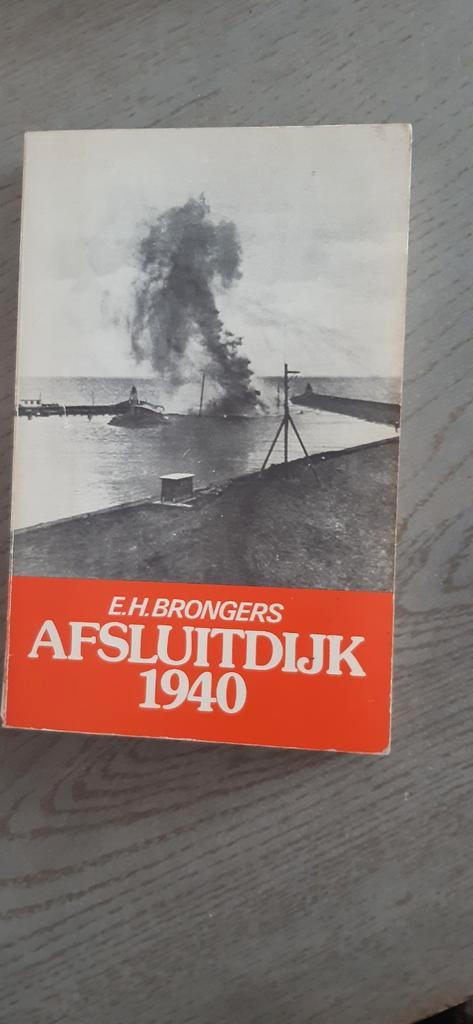 E.H. BRONGERS
AFSLUITDIJK
1940